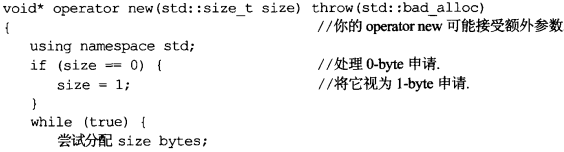 void* operator new(std::size_t size) throw(std::bad_alloc)
{ //你的 operator new 可能接受额外参数
using namespace std;
if (size == 0) { //处理 0-byte 申请.
size = 1; //将它视为 1-byte 申请.
}
while (true) {
尝试分配 size bytes;